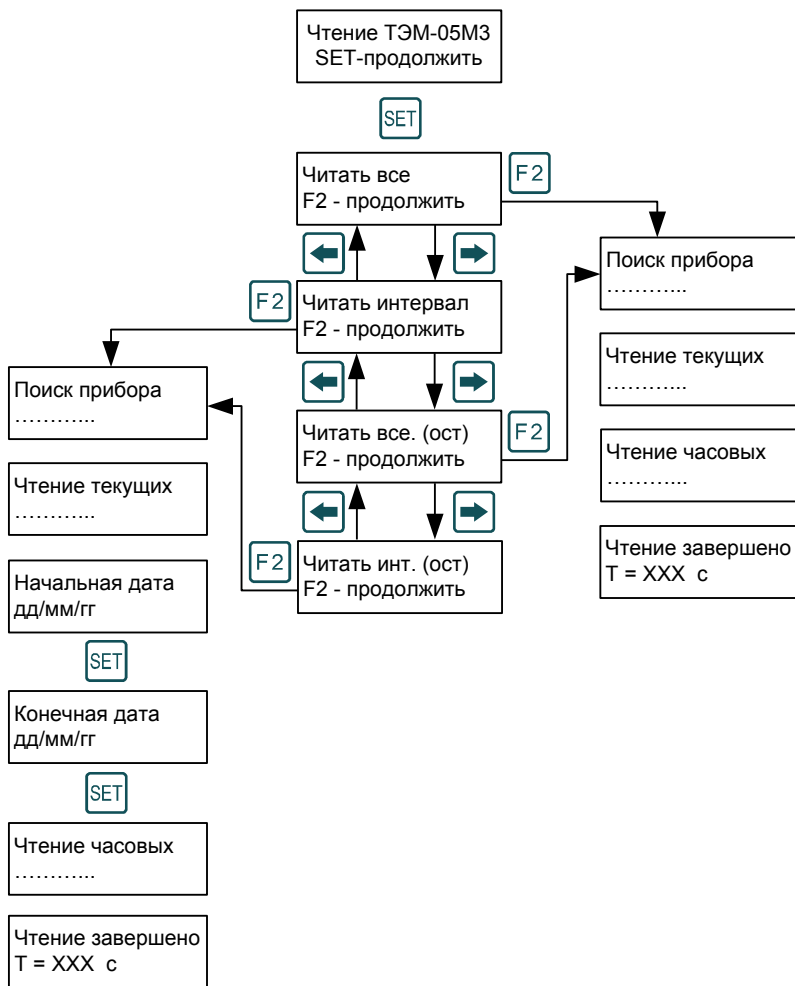 Чтение ТЭМ-05М3
SET-продолжить
SET
Читать все
F2 - продолжить
F2
Читать интервал
F2 - продолжить
F2
Читать все. (ост)
F2 - продолжить
F2
Читать инт. (ост)
F2 - продолжить
F2
Поиск прибора
…………...
Чтение текущих
…………...
Начальная дата
дд/мм/гг
SET
Конечная дата
дд/мм/гг
SET
Чтение часовых
…………...
Чтение завершено
T = XXX с
Поиск прибора
…………...
Чтение текущих
…………...
Чтение часовых
…………...
Чтение завершено
T = XXX с